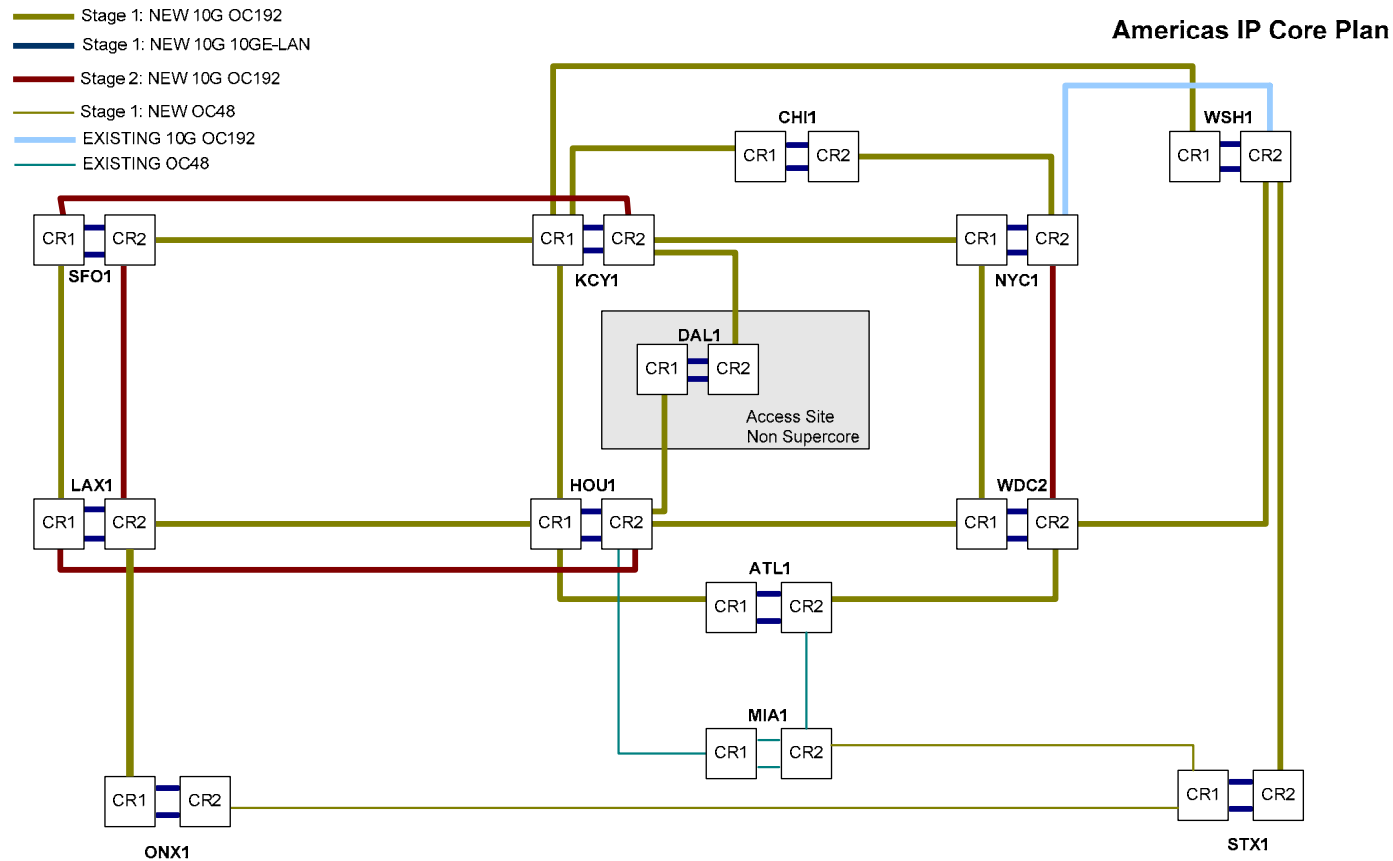 Stage 1: NEW 10G OC192
Americas IP Core Plan
Stage 1: NEW 10G 10GE-LAN
Stage 2: NEW 10G OC192
Stage 1: NEW OC48
EXISTING 10G OC192
EXISTING OC48
CHI1
CR1 CR2
WSH1
CR1 CR2
CR1 CR2
SFO1
CR1 CR2
KCY1
CR1 CR2
NYC1
DAL1
CR1 CR2
Access Site
Non Supercore
LAX1
CR1 CR2
HOU1
CR1 CR2
WDC2
CR1 CR2
ATL1
CR1 CR2
MIA1
CR1 CR2
CR1 CR2
ONX1
CR1 CR2
STX1